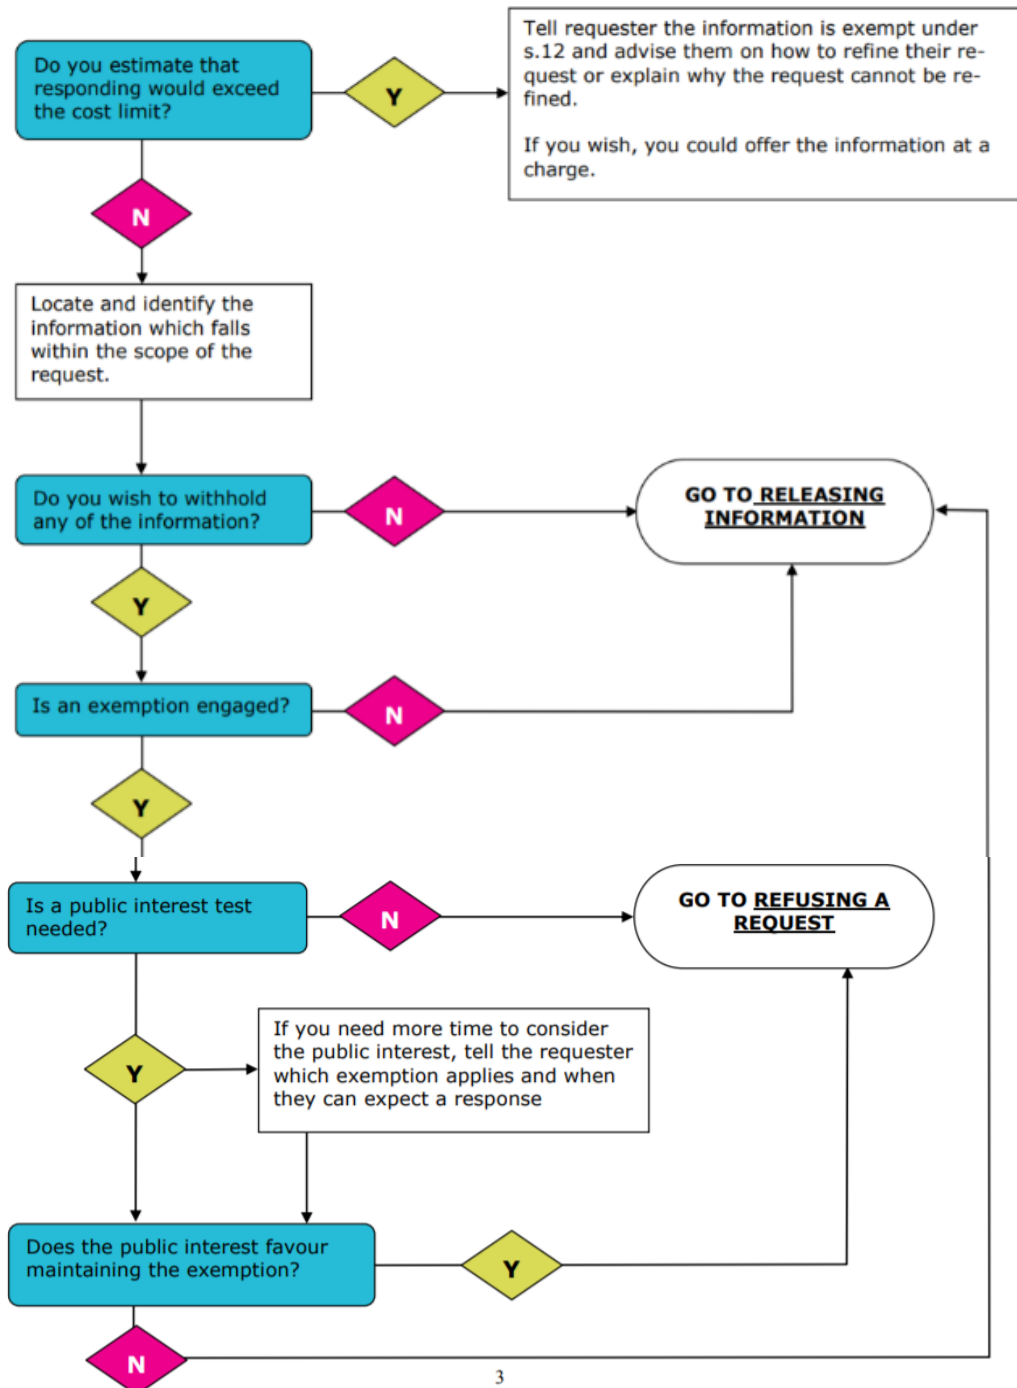 Do you estimate that
responding would exceed
the cost limit?
Y
Tell requester the information is exempt under
s.12 and advise them on how to refine their re-
quest or explain why the request cannot be re-
fined.
If you wish, you could offer the information at a
charge.
N
Locate and identify the
information which falls
within the scope of the
request.
Do you wish to withhold
any of the information?
N
GO TO RELEASING
INFORMATION
Y
Is an exemption engaged?
N
Y
Is a public interest test
needed?
N
GO TO REFUSING A
REQUEST
Y
If you need more time to consider
the public interest, tell the requester
which exemption applies and when
they can expect a response
Does the public interest favour
maintaining the exemption?
Y
N
3